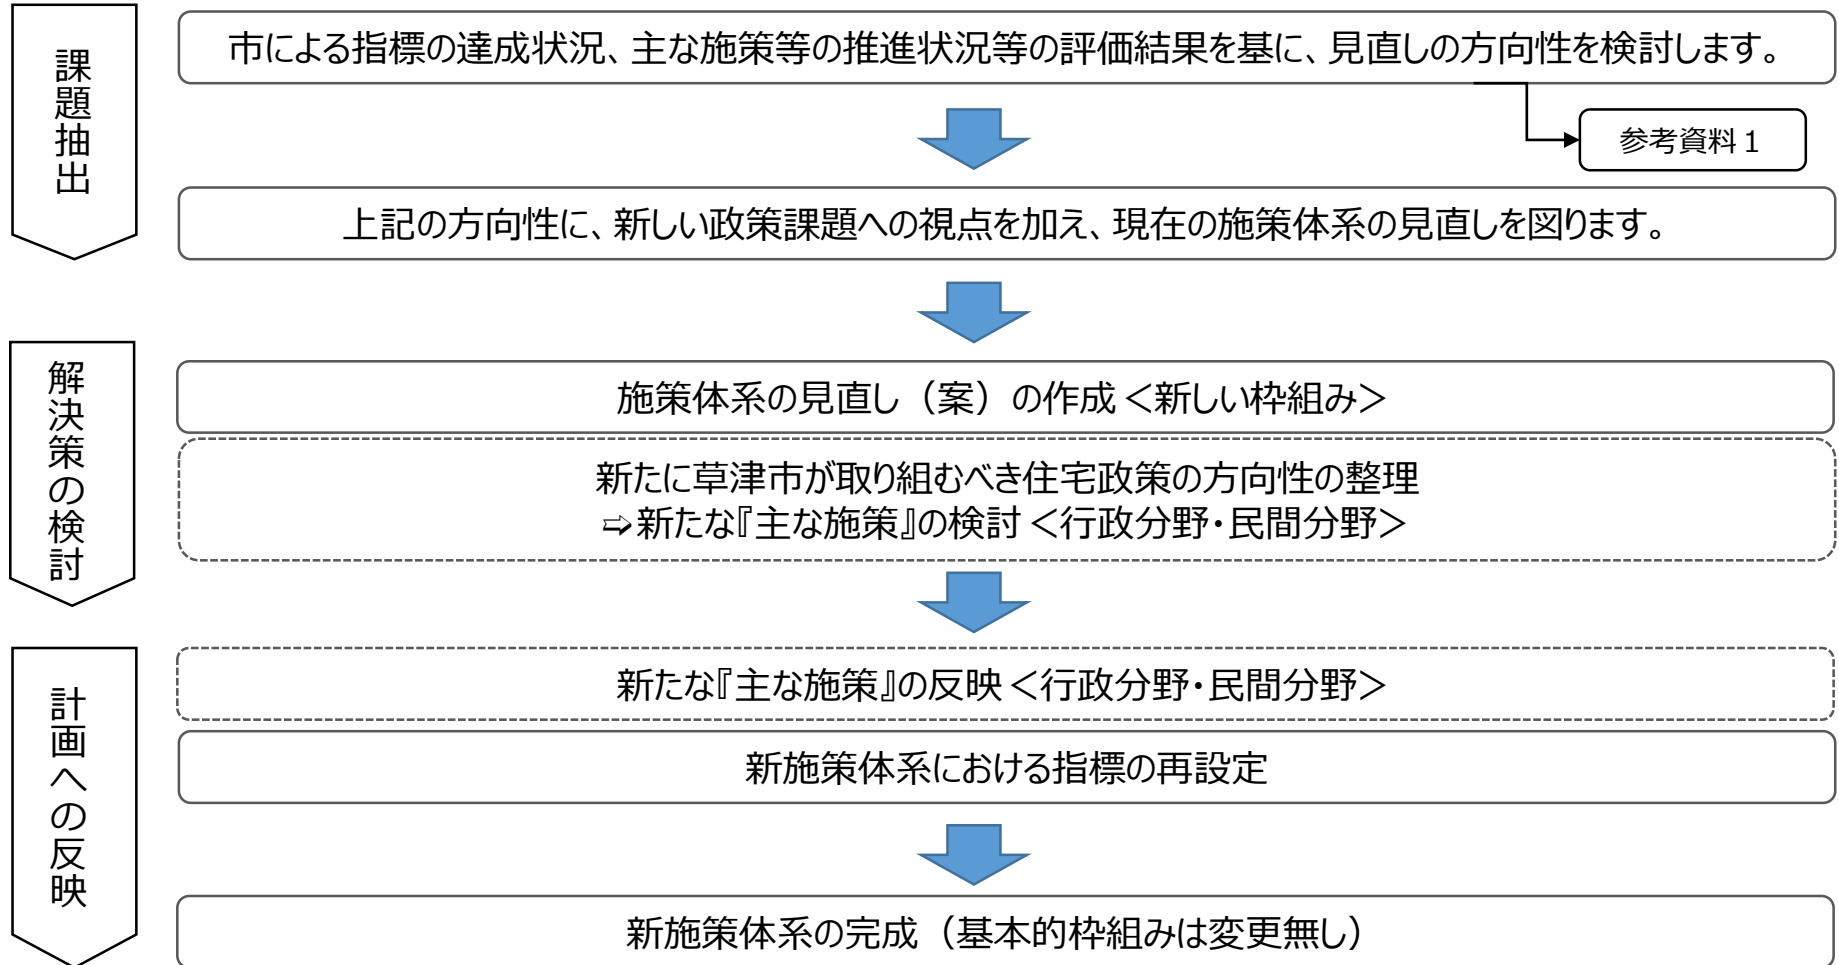 課題抽出
市による指標の達成状況、主な施策等の推進状況等の評価結果を基に、見直しの方向性を検討します。
参考資料1
上記の方向性に、新しい政策課題への視点を加え、現在の施策体系の見直しを図ります。
解決策の検討
施策体系の見直し（案）の作成＜新しい枠組み＞
新たに草津市が取り組むべき住宅政策の方向性の整理
⇨新たな『主な施策』の検討＜行政分野・民間分野＞
計画への反映
新たな『主な施策』の反映＜行政分野・民間分野＞
新施策体系における指標の再設定
新施策体系の完成（基本的枠組みは変更無し）